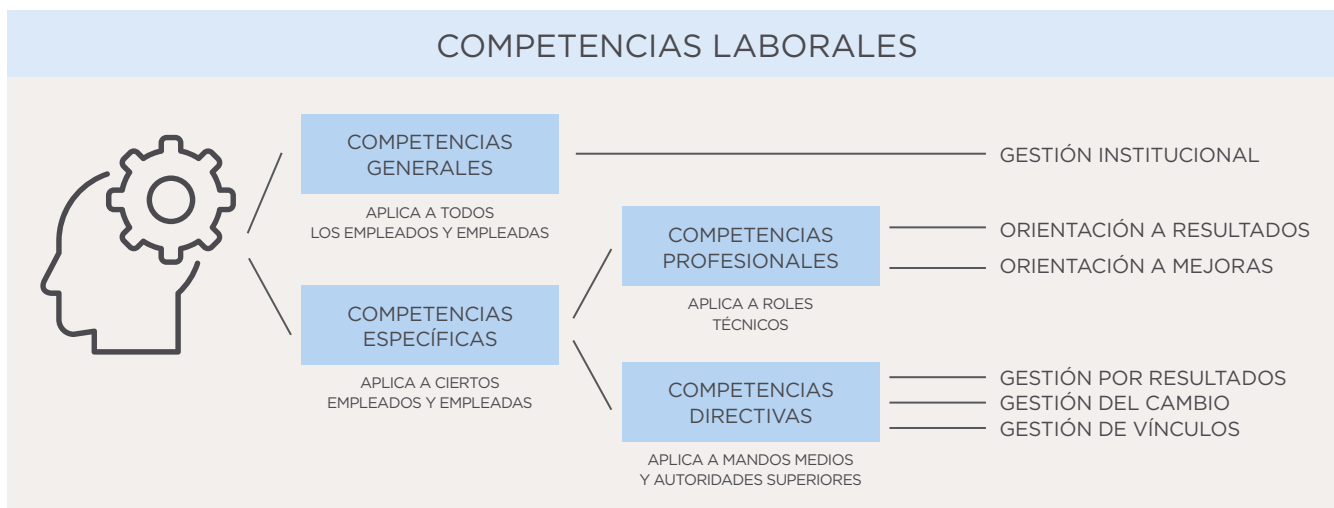 COMPETENCIAS LABORALES
COMPETENCIAS
GENERALES
APLICA A TODOS
LOS EMPLEADOS Y EMPLEADAS
GESTIÓN INSTITUCIONAL
COMPETENCIAS
ESPECÍFICAS
APLICA A CIERTOS
EMPLEADOS Y EMPLEADAS
COMPETENCIAS
PROFESIONALES
APLICA A ROLES
TÉCNICOS
ORIENTACIÓN A RESULTADOS
ORIENTACIÓN A MEJORAS
COMPETENCIAS
DIRECTIVAS
APLICA A MANDOS MEDIOS
Y AUTORIDADES SUPERIORES
GESTIÓN POR RESULTADOS
GESTIÓN DEL CAMBIO
GESTIÓN DE VÍNCULOS